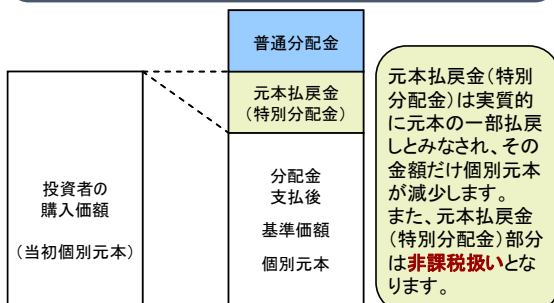 普通分配金
元本払戻金
(特別分配金)
投資者の
購入価額
(当初個別元本)
分配金
支払後
基準価額
個別元本
元本払戻金(特別
分配金)は実質的
に元本の一部払戻
しとみなされ、その
金額だけ個別元本
が減少します。
また、元本払戻金
(特別分配金)部分
は非課税扱いとな
ります。